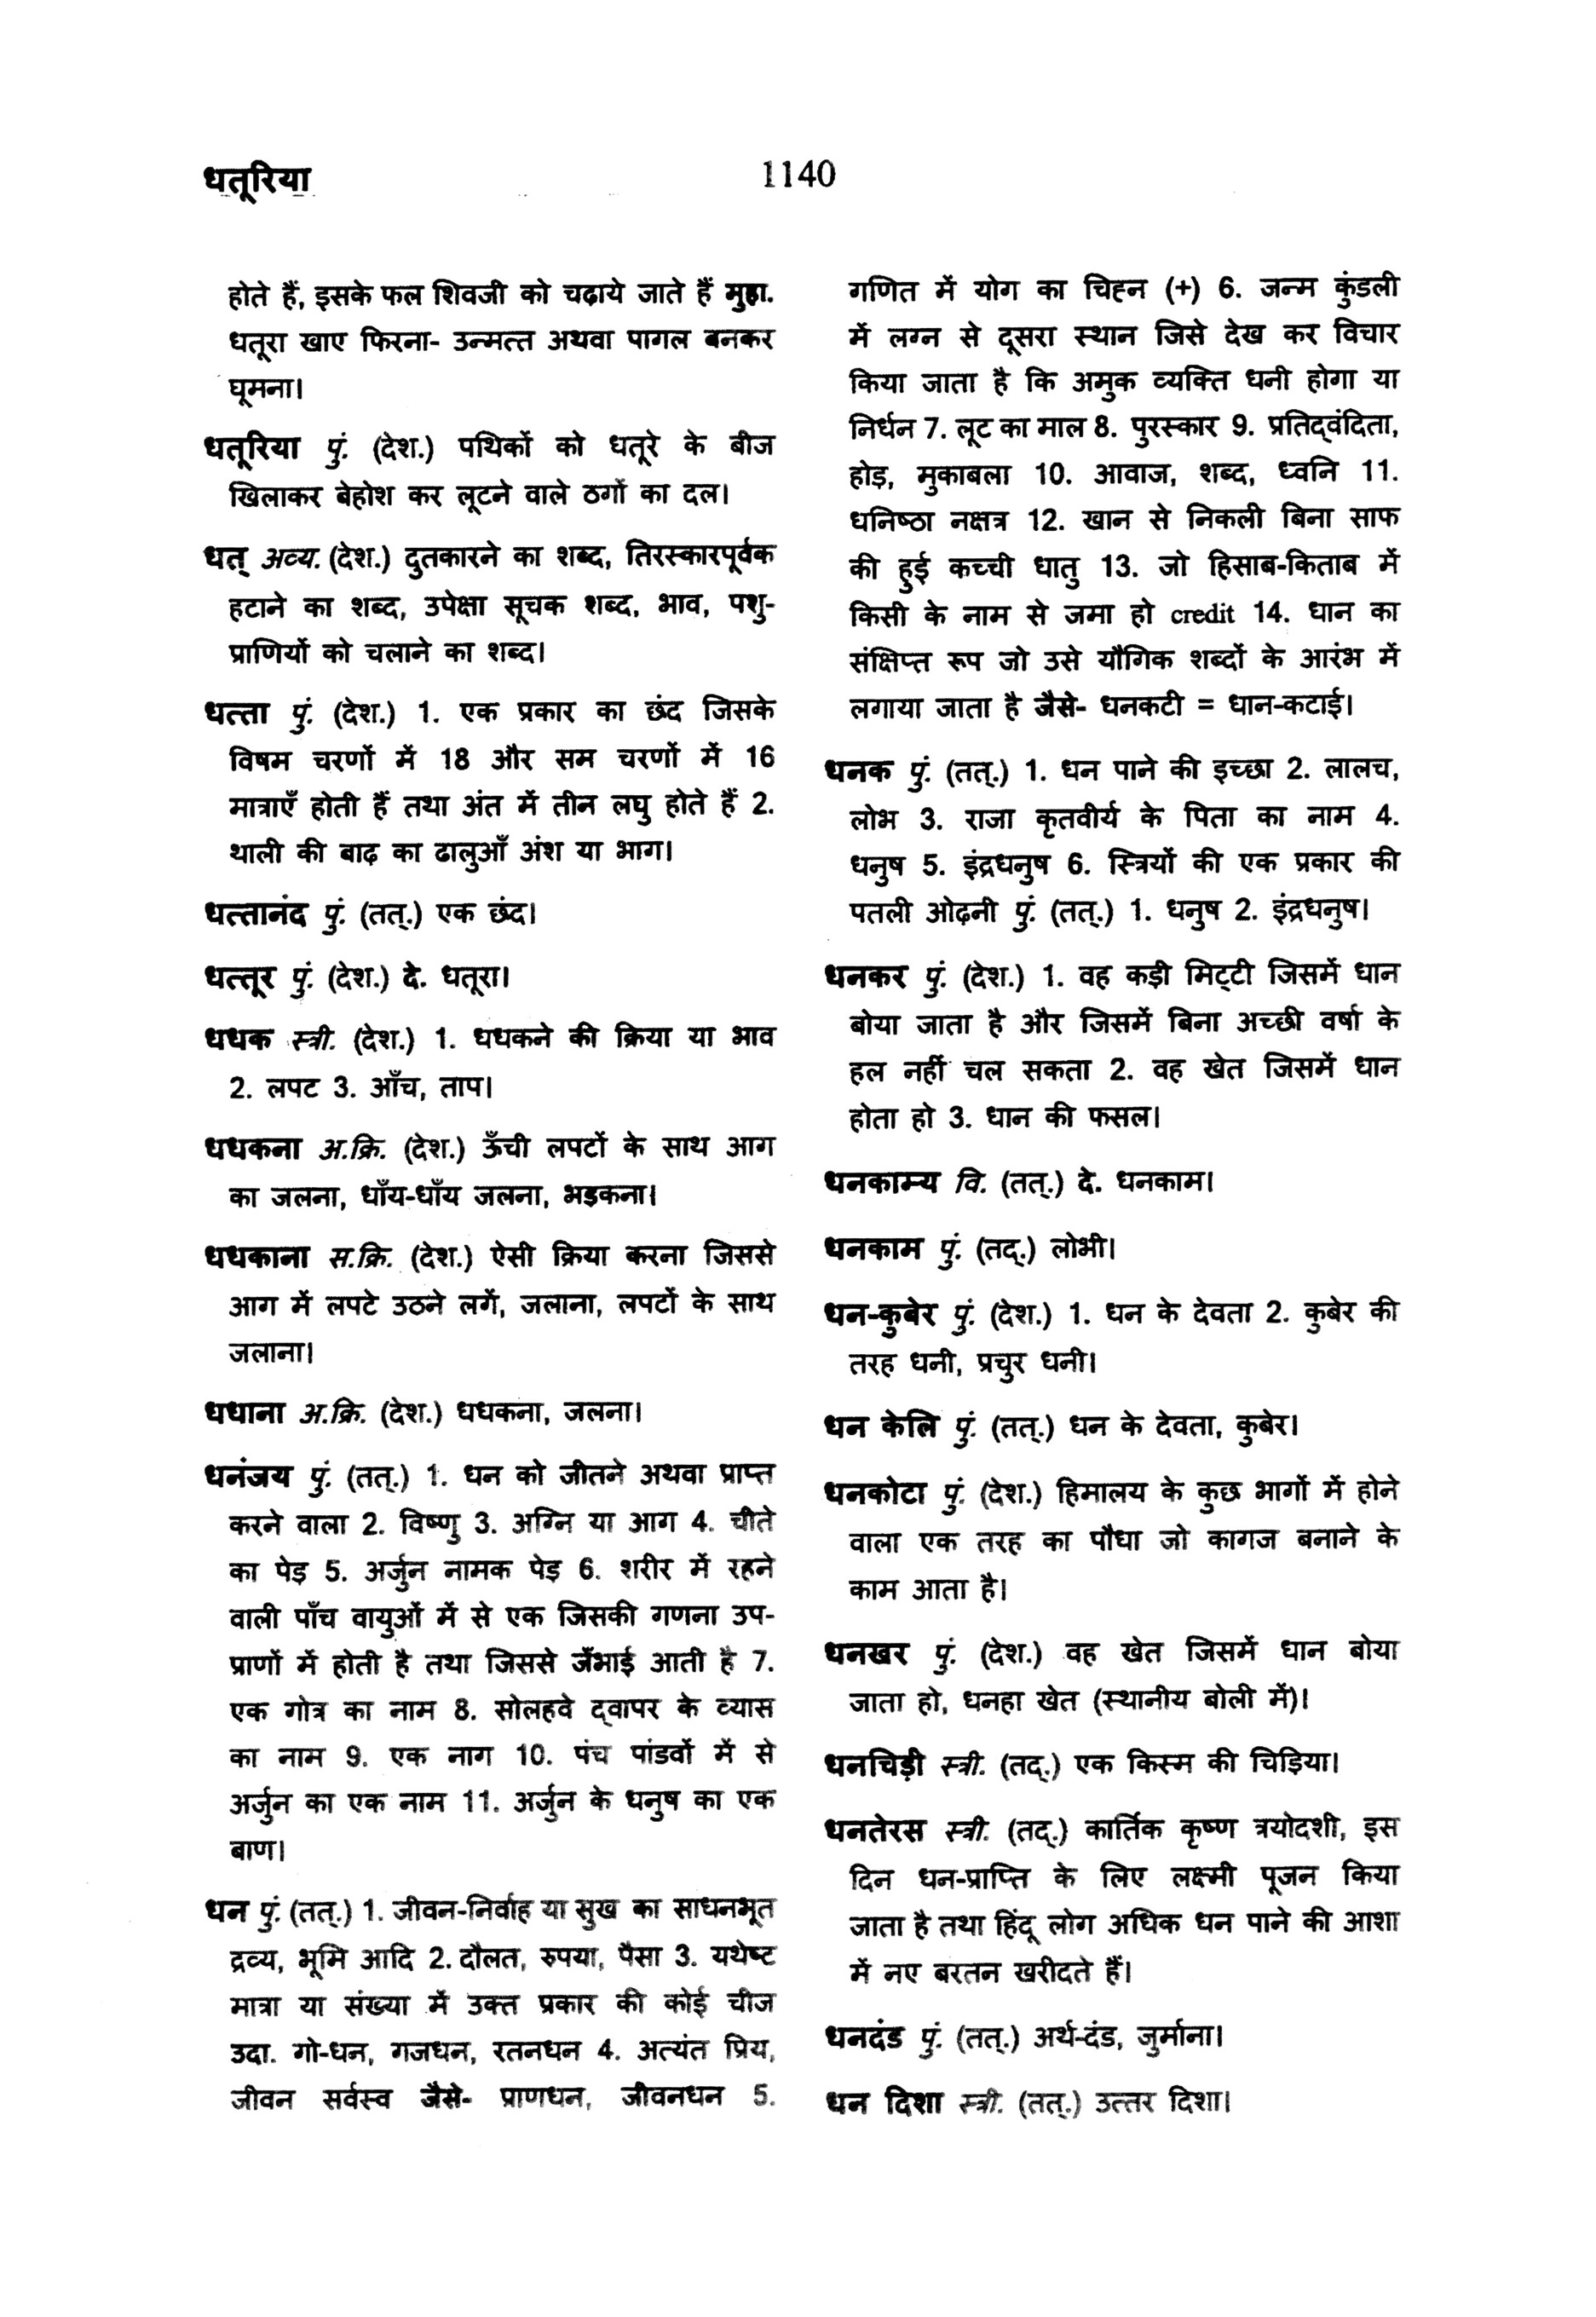 धतूरिया
1140
होते हैं, इसके फल शिवजी को चढ़ाये जाते हैं मुहा.
धतूरा खाए फिरना- उन्मत्त अथवा पागल बनकर
घूमना।
धतूरिया पुं. (देश.) पथिकों को धतूरे के बीज
खिलाकर बेहोश कर लूटने वाले ठगों का दल।
धत् अव्य. (देश.) दुतकारने का शब्द, तिरस्कारपूर्वक
हटाने का शब्द, उपेक्षा सूचक शब्द, भाव, पशु-
प्राणियों को चलाने का शब्द।
धत्ता पुं. (देश.) 1. एक प्रकार का छंद जिसके
विषम चरणों में 18 और सम चरणों में 16
मात्राएँ होती हैं तथा अंत में तीन लघु होते हैं 2.
थाली की बाढ़ का ढालुआँ अंश या भाग।
धत्तानंद पुं. (तत्.) एक छंद।
धत्तूर पुं. (देश.) दे. धतूरा।
धधक स्त्री. (देश.) 1. धधकने की क्रिया या भाव
2. लपट 3. आँच, ताप।
धधकना अ.क्रि. (देश.) ऊँची लपटों के साथ आग
का जलना, धाँय-धाँय जलना, भड़कना।
धधकाना स.क्रि. (देश.) ऐसी क्रिया करना जिससे
आग में लपटे उठने लगें, जलाना, लपटों के साथ
जलाना।
धधाना अ.क्रि. (देश.) धधकना, जलना।
धनंजय पुं. (तत्.) 1. धन को जीतने अथवा प्राप्त
करने वाला 2. विष्णु 3. अग्नि या आग 4. चीते
का पेड़ 5. अर्जुन नामक पेड़ 6. शरीर में रहने
वाली पाँच वायुओं में से एक जिसकी गणना उप-
प्राणों में होती है तथा जिससे जँभाई आती है 7.
एक गोत्र का नाम 8. सोलहवे द्वापर के व्यास
का नाम 9. एक नाग 10. पंच पांडवों में से
अर्जुन का एक नाम 11. अर्जुन के धनुष का एक
बाण।
धन पुं. (तत्.) 1. जीवन-निर्वाह या सुख का साधनभूत
द्रव्य, भूमि आदि 2. दौलत, रुपया, पैसा 3. यथेष्ट
मात्रा या संख्या में उक्त प्रकार की कोई चीज
उदा. गो-धन, गजधन, रतनधन 4. अत्यंत प्रिय,
जीवन सर्वस्व जैसे- प्राणधन, जीवनधन 5.
गणित में योग का चिह्न (+) 6. जन्म कुंडली
में लग्न से दूसरा स्थान जिसे देख कर विचार
किया जाता है कि अमुक व्यक्ति धनी होगा या
निर्धन 7. लूट का माल 8. पुरस्कार 9. प्रतिद्वंदिता,
होड़, मुकाबला 10. आवाज, शब्द, ध्वनि 11.
धनिष्ठा नक्षत्र 12. खान से निकली बिना साफ
की हुई कच्ची धातु 13. जो हिसाब-किताब में
किसी के नाम से जमा हो credit 14. धान का
संक्षिप्त रूप जो उसे यौगिक शब्दों के आरंभ में
लगाया जाता है जैसे- धनकटी = धान-कटाई।
धनक पुं. (तत्.) 1. धन पाने की इच्छा 2. लालच,
लोभ 3. राजा कृतवीर्य के पिता का नाम 4.
धनुष 5. इंद्रधनुष 6. स्त्रियों की एक प्रकार की
पतली ओढ़नी पुं. (तत्.) 1. धनुष 2. इंद्रधनुष।
धनकर पुं. (देश.) 1. वह कड़ी मिट्टी जिसमें धान
बोया जाता है और जिसमें बिना अच्छी वर्षा के
हल नहीं चल सकता 2. वह खेत जिसमें धान
होता हो 3. धान की फसल।
धनकाम्य वि. (तत्.) दे. धनकाम।
धनकाम पुं. (तद्.) लोभी।
धन-कुबेर पुं. (देश.) 1. धन के देवता 2. कुबेर की
तरह धनी, प्रचुर धनी।
धन केलि पुं. (तत्.) धन के देवता, कुबेर।
धनकोटा पुं. (देश.) हिमालय के कुछ भागों में होने
वाला एक तरह का पौधा जो कागज बनाने के
काम आता है।
धनखर पुं. (देश.) वह खेत जिसमें धान बोया
जाता हो, धनहा खेत (स्थानीय बोली में)।
धनचिड़ी स्त्री. (तद्.) एक किस्म की चिड़िया।
धनतेरस स्त्री. (तद्.) कार्तिक कृष्ण त्रयोदशी, इस
दिन धन-प्राप्ति के लिए लक्ष्मी पूजन किया
जाता है तथा हिंदू लोग अधिक धन पाने की आशा
में नए बरतन खरीदते हैं।
धनदंड पुं. (तत्.) अर्थ-दंड, जुर्माना।
धन दिशा स्त्री. (तत्.) उत्तर दिशा।